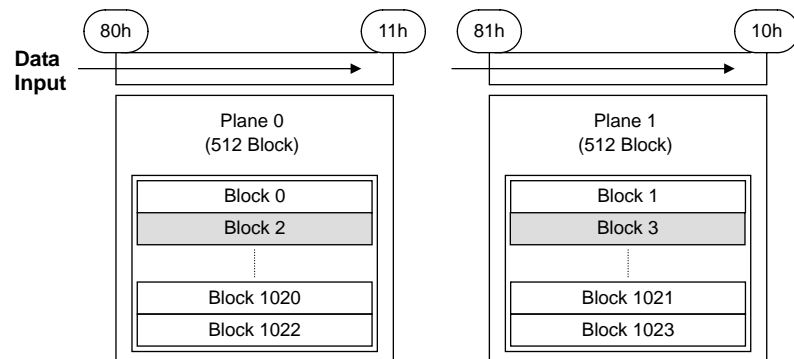 80h
11h
81h
10h
Data
Input
Plane 0
(512 Block)
Plane 1
(512 Block)
Block 0
Block 2
Block 1020
Block 1022
Block 1
Block 3
Block 1021
Block 1023